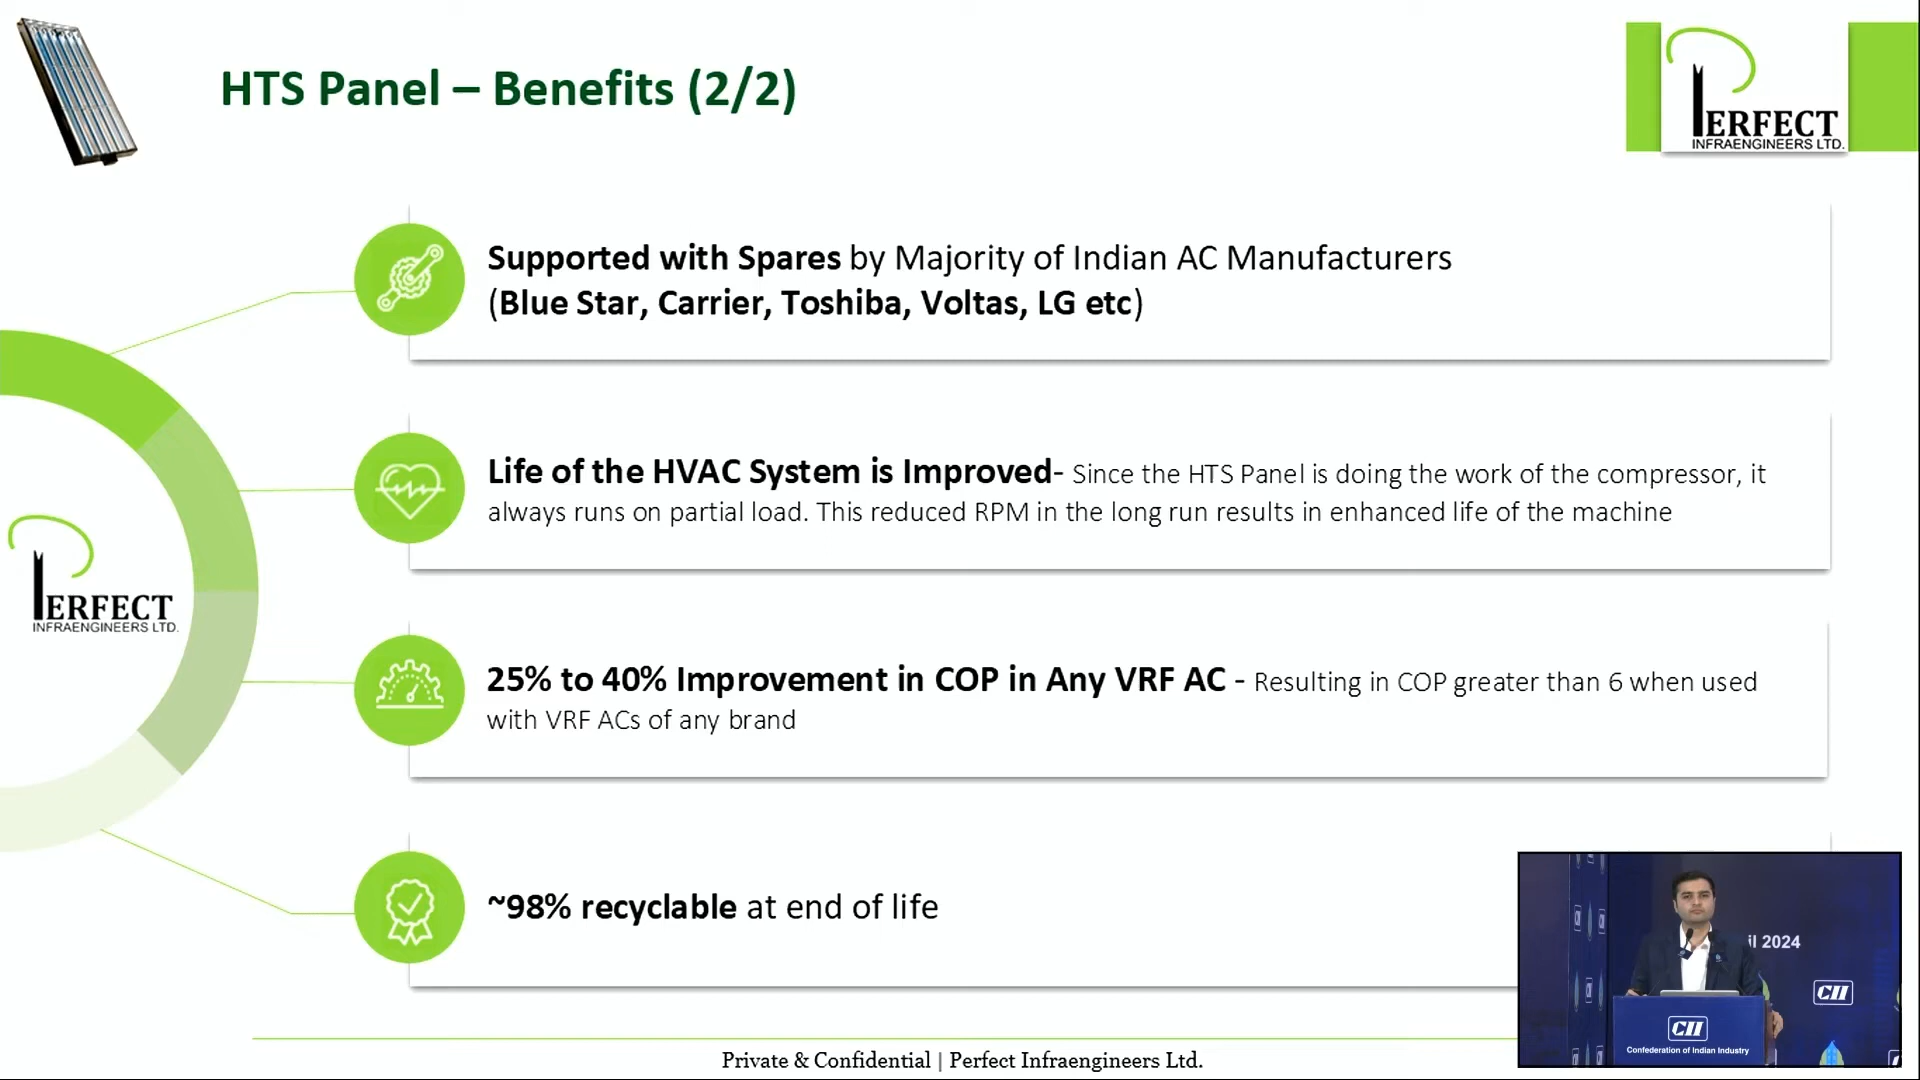 HTS Panel – Benefits (2/2)
PERFECT
INFRAENGINEERS LTD.
Supported with Spares by Majority of Indian AC Manufacturers
(Blue Star, Carrier, Toshiba, Voltas, LG etc)
Life of the HVAC System is Improved- Since the HTS Panel is doing the work of the compressor, it
always runs on partial load. This reduced RPM in the long run results in enhanced life of the machine
PERFECT
INFRAENGINEERS LTD.
25% to 40% Improvement in COP in Any VRF AC - Resulting in COP greater than 6 when used
with VRF ACs of any brand
~98% recyclable at end of life
il 2024
CII
CII
Confederation of Indian Industry
Private & Confidential | Perfect Infraengineers Ltd.